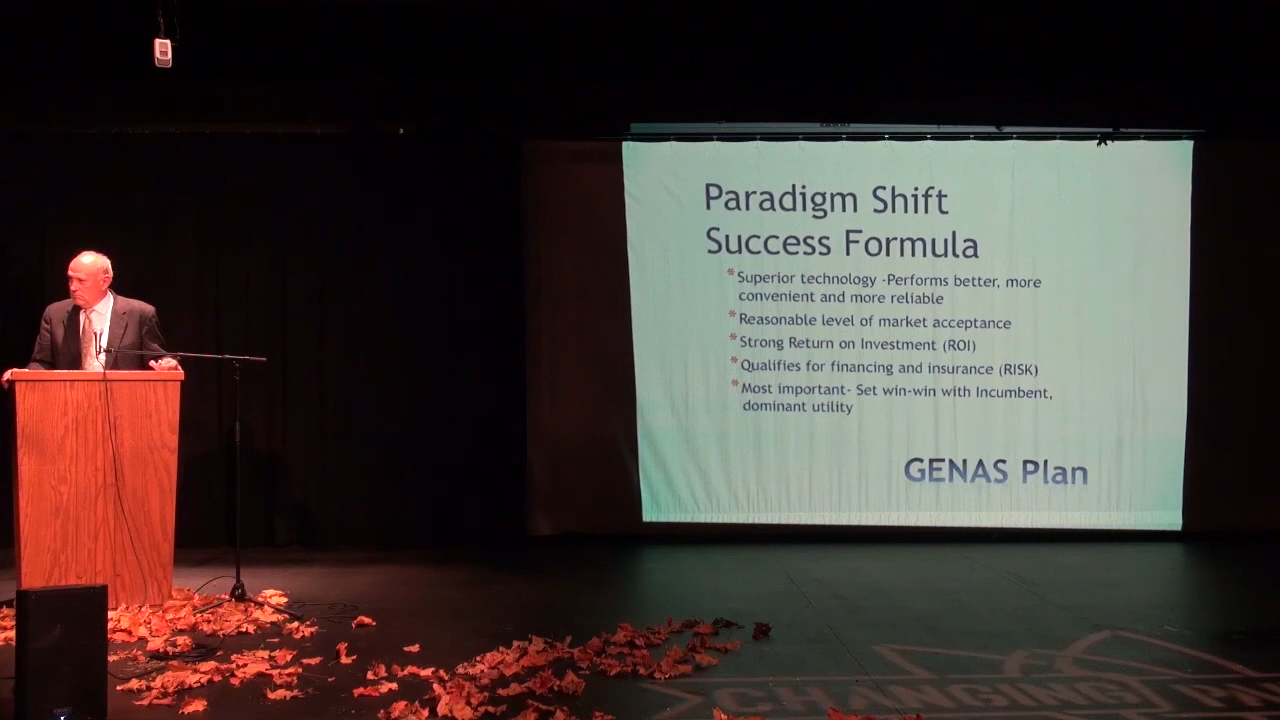 Paradigm Shift
Success Formula
*Superior technology -Performs better, more
convenient and more reliable
*Reasonable level of market acceptance
*Strong Return on Investment (ROI)
*Qualifies for financing and insurance (RISK)
*Most important- Set win-win with Incumbent,
dominant utility
GENAS Plan
CHANGING